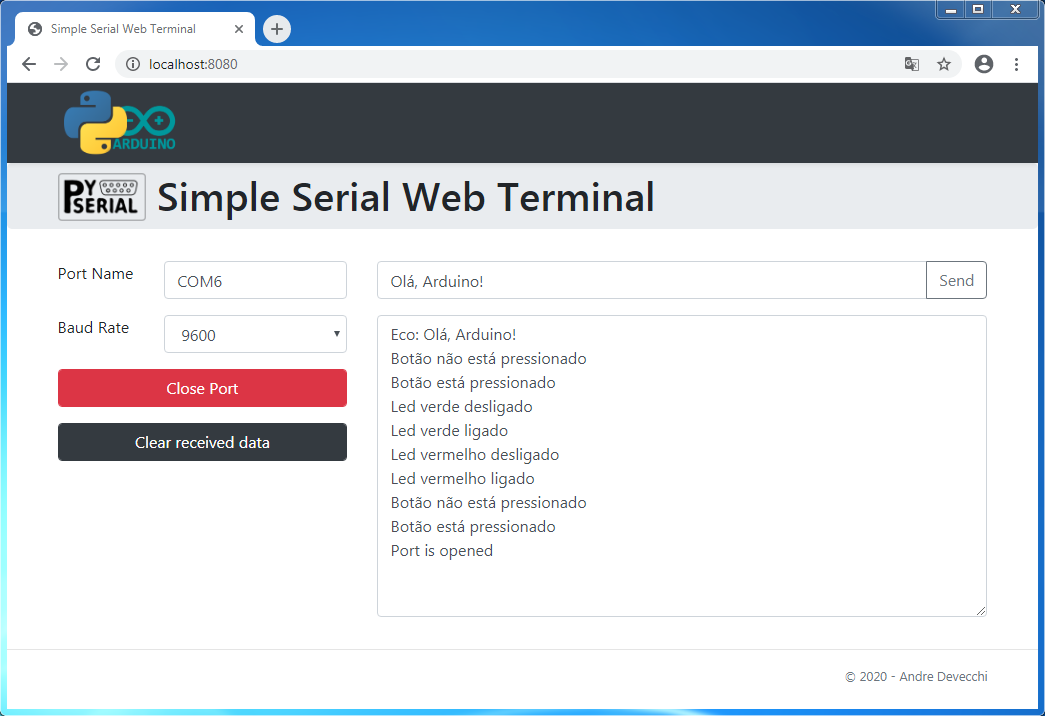 Simple Serial Web Terminal
localhost:8080
ARDUINO
PY
SERIAL
Simple Serial Web Terminal
Port Name
COM6
Olá, Arduino!
Send
Baud Rate
9600
Close Port
Clear received data
Eco: Olá, Arduino!
Botão não está pressionado
Botão está pressionado
Led verde desligado
Led verde ligado
Led vermelho desligado
Led vermelho ligado
Botão não está pressionado
Botão está pressionado
Port is opened
© 2020 - Andre Devecchi